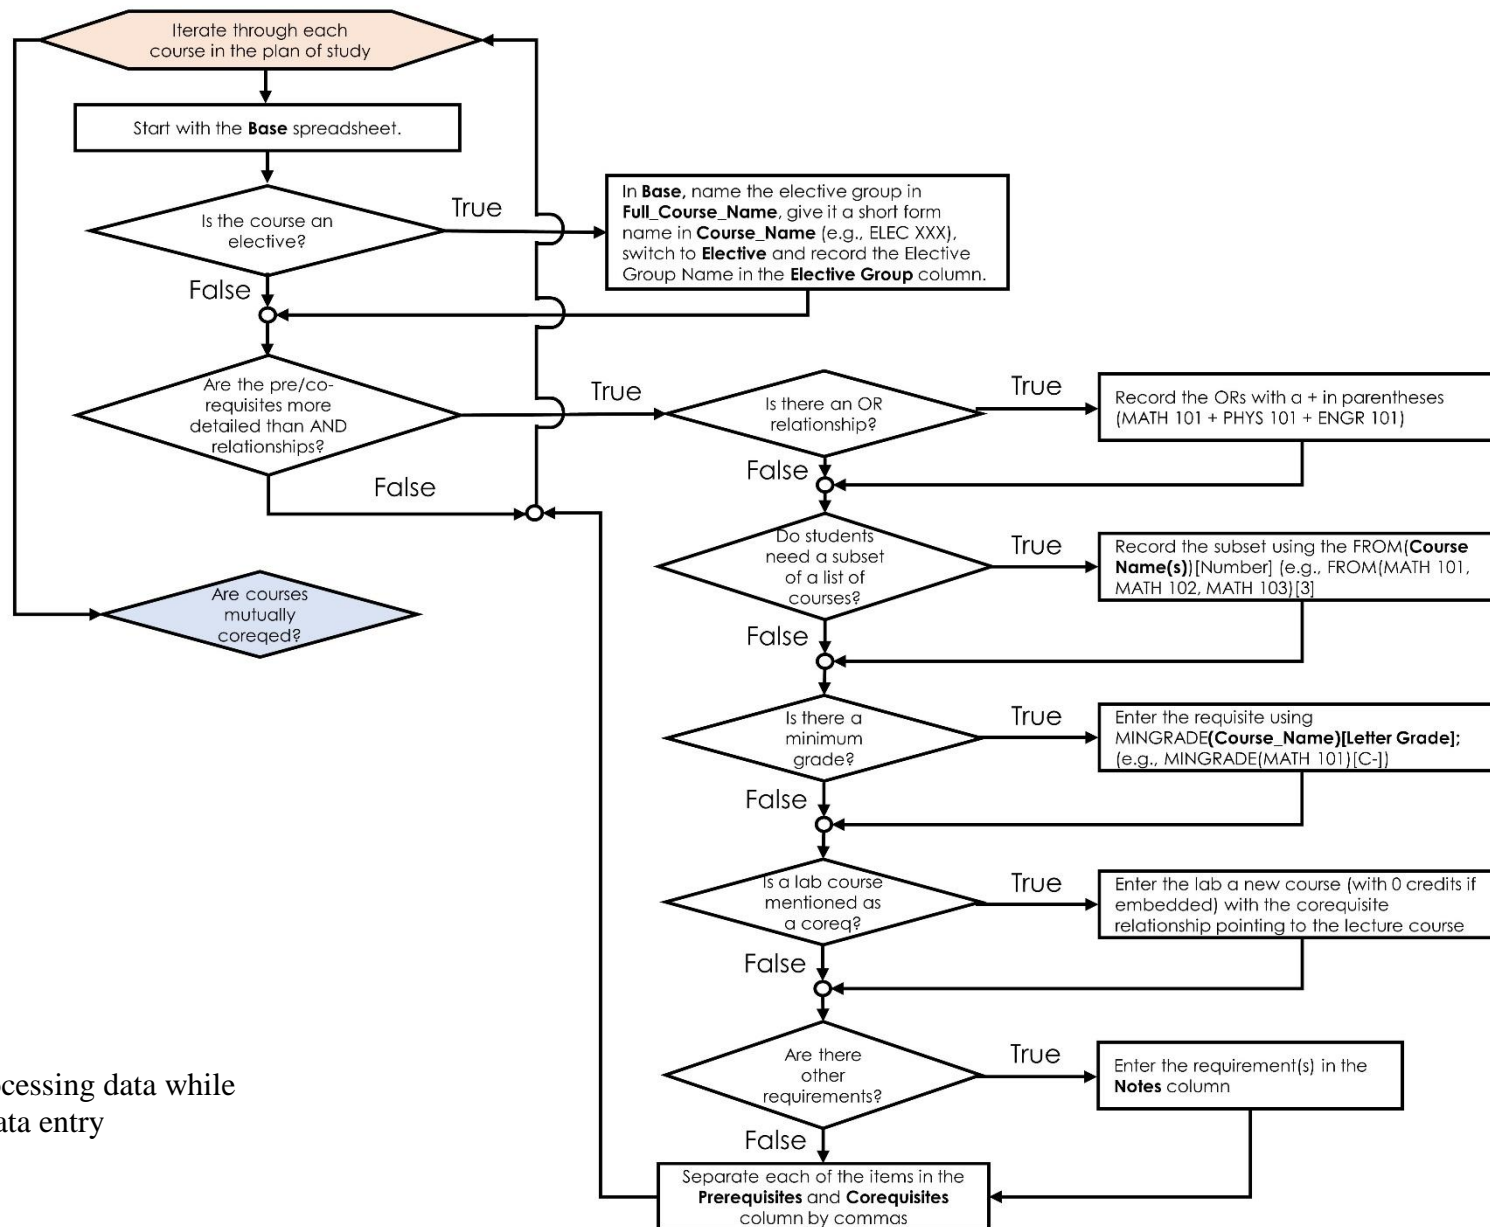 Iterate through each
course in the plan of study
Start with the Base spreadsheet.
Is the course an
elective?
True
In Base, name the elective group in
Full_Course_Name, give it a short form
name in Course_Name (e.g., ELEC XXX),
switch to Elective and record the Elective
Group Name in the Elective Group column.
False
Are the pre/co-
requisites more
detailed than AND
relationships?
True
False
Is there an OR
relationship?
True
Record the ORs with a + in parentheses
(MATH 101 + PHYS 101 + ENGR 101)
False
Do students
need a subset
of a list of
courses?
True
Record the subset using the FROM(Course
Name(s))[Number] (e.g., FROM(MATH 101,
MATH 102, MATH 103)[3]
False
Are courses
mutually
coreqed?
Is there a
minimum
grade?
True
Enter the requisite using
MINGRADE(Course_Name)[Letter Grade];
(e.g., MINGRADE(MATH 101)[C-])
False
Is a lab course
mentioned as
a coreq?
True
Enter the lab a new course (with 0 credits if
embedded) with the corequisite
relationship pointing to the lecture course
False
Are there
other
requirements?
True
Enter the requirement(s) in the
Notes column
False
Separate each of the items in the
Prerequisites and Corequisites
column by commas
ocessing data while
ata entry